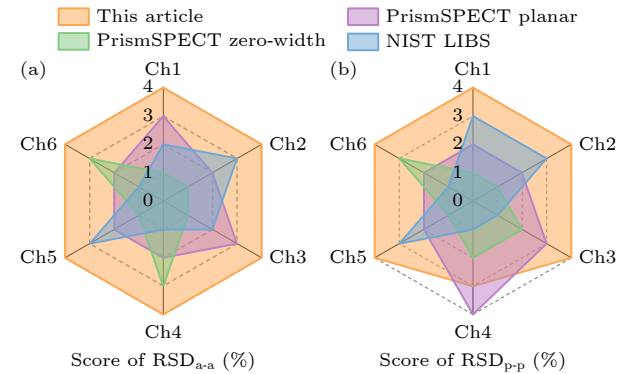 This article
PrismSPECT planar
PrismSPECT zero-width
NIST LIBS
(a)
Ch1
4
3
2
1
0
Ch2
Ch3
Ch4
Ch5
Ch6
Score of RSDa-a (%)
(b)
Ch1
4
3
2
1
0
Ch2
Ch3
Ch4
Ch5
Ch6
Score of RSDp-p (%)